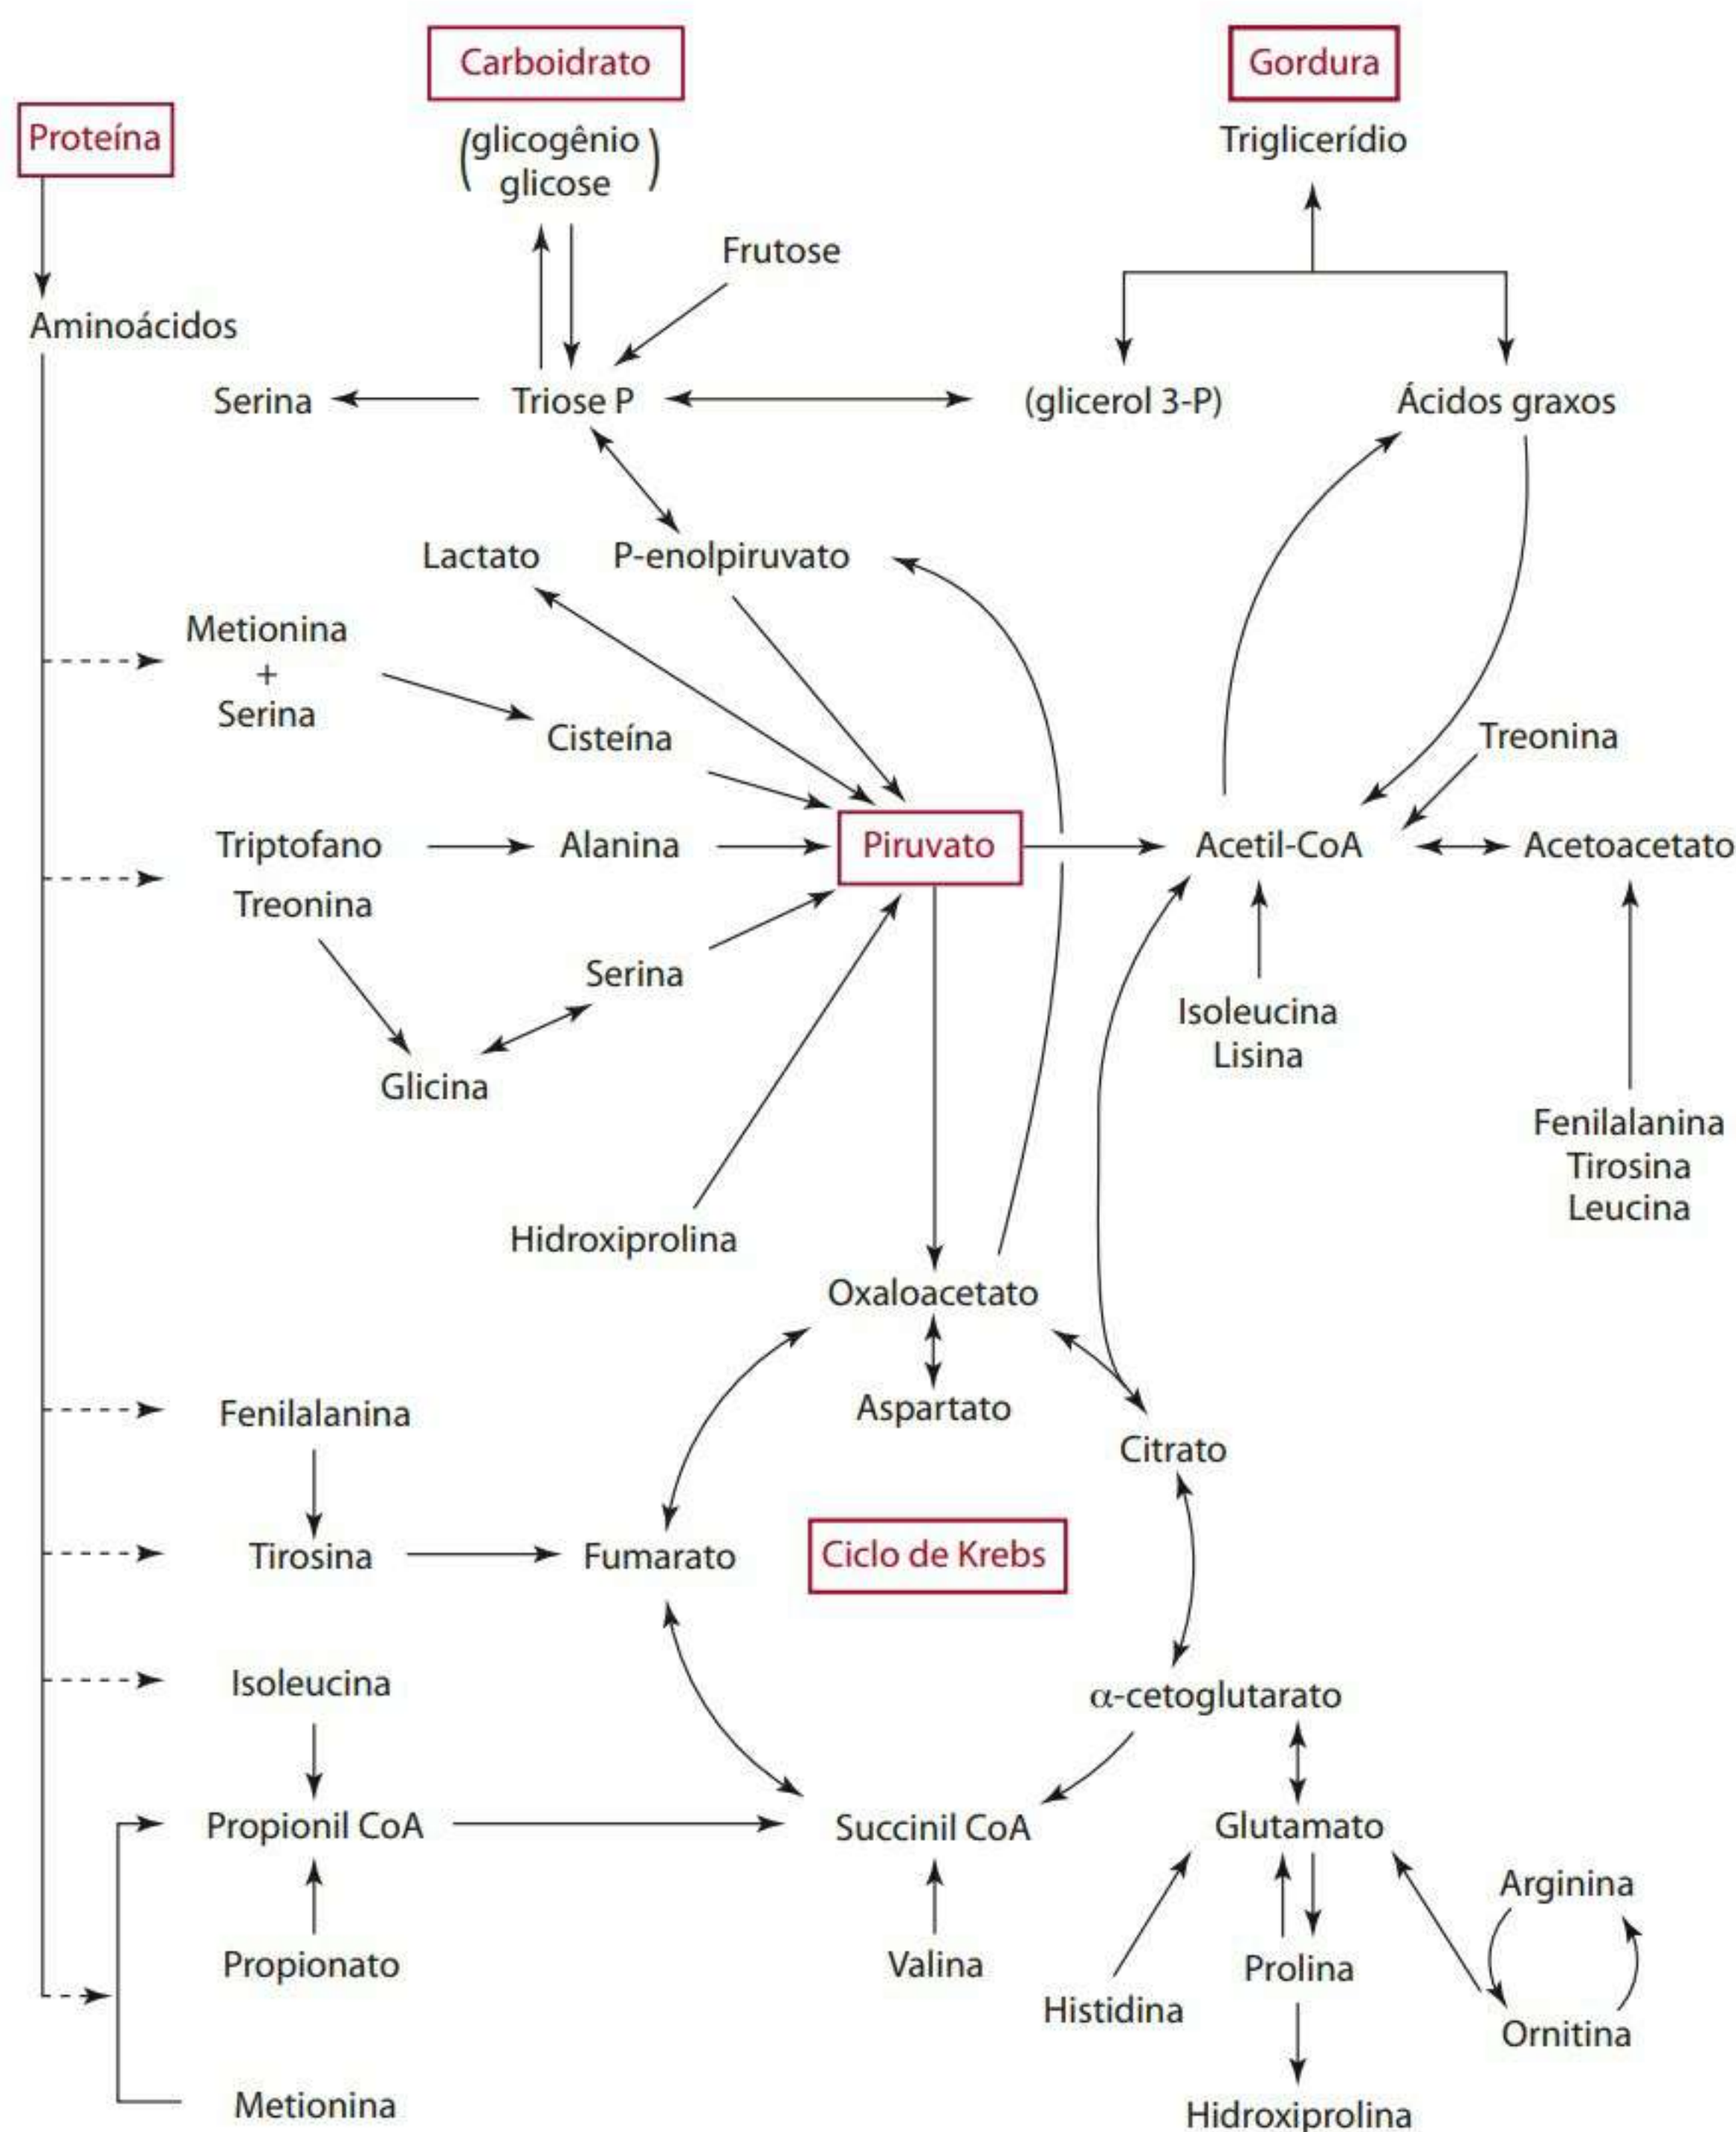 Carboidrato
Gordura
Proteína
(glicogênio
glicose)
Triglicerídio
Frutose
Aminoácidos
Serina
Triose P
(glicerol 3-P)
Ácidos graxos
Lactato
P-enolpiruvato
Metionina
+
Serina
Cisteína
Treonina
Triptofano
Alanina
Piruvato
Acetil-CoA
Acetoacetato
Treonina
Serina
Isoleucina
Lisina
Glicina
Fenilalanina
Tirosina
Leucina
Hidroxiprolina
Oxaloacetato
Aspartato
Fenilalanina
Citrato
Tirosina
Fumarato
Ciclo de Krebs
Isoleucina
α-cetoglutarato
Propionil CoA
Succinil CoA
Glutamato
Arginina
Propionato
Valina
Prolina
Histidina
Ornitina
Metionina
Hidroxiprolina